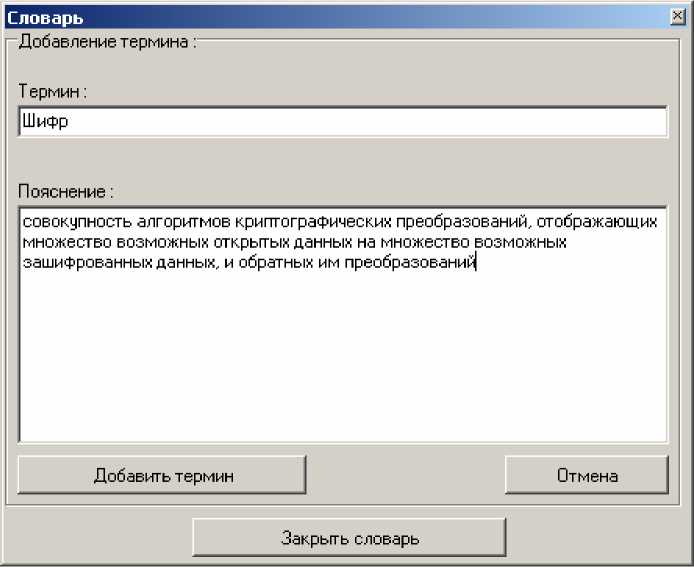 Словарь
Добавление термина :
Термин :
Шифр
Пояснение :
совокупность алгоритмов криптографических преобразований, отображающих
множество возможных открытых данных на множество возможных
зашифрованных данных, и обратных им преобразований
Добавить термин
Отмена
Закрыть словарь